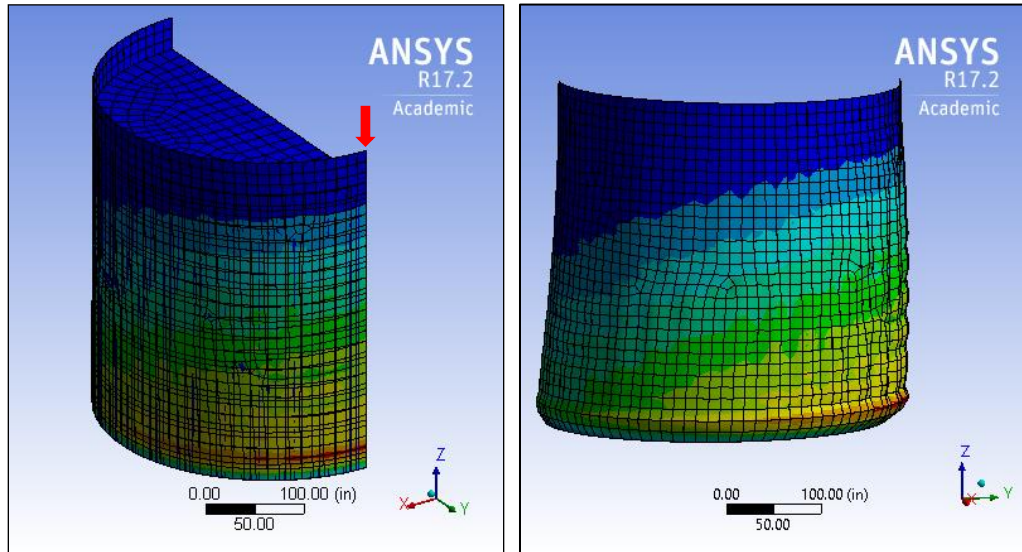 ANSYS
R17.2
Academic
Z
X
Y
0.00
100.00 (in)
50.00
ANSYS
R17.2
Academic
Z
X
Y
0.00
100.00 (in)
50.00